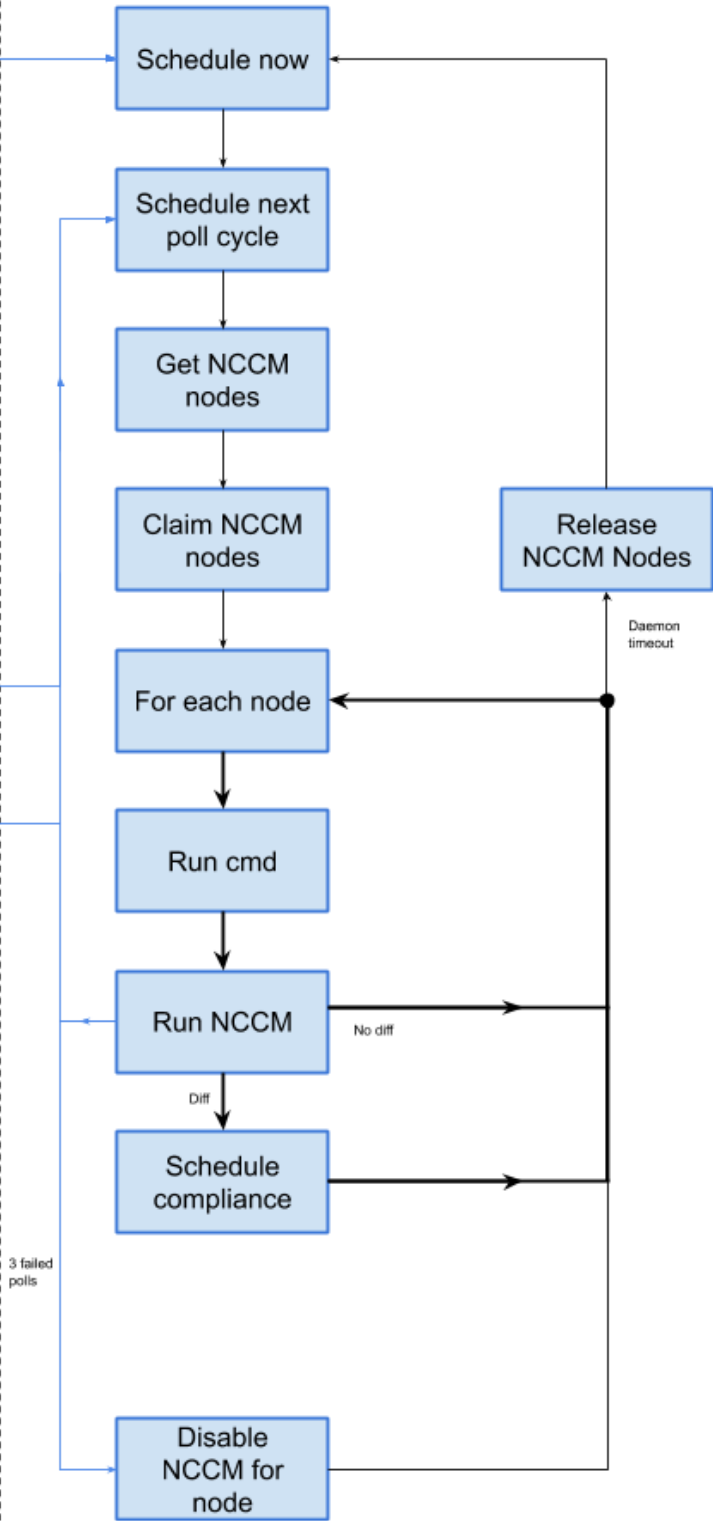 Schedule now
Schedule next
poll cycle
Get NCCM
nodes
Claim NCCM
nodes
Release
NCCM Nodes
Daemon
timeout
For each node
Run cmd
Run NCCM
No diff
Diff
Schedule
compliance
3 failed
polls
Disable
NCCM for
node